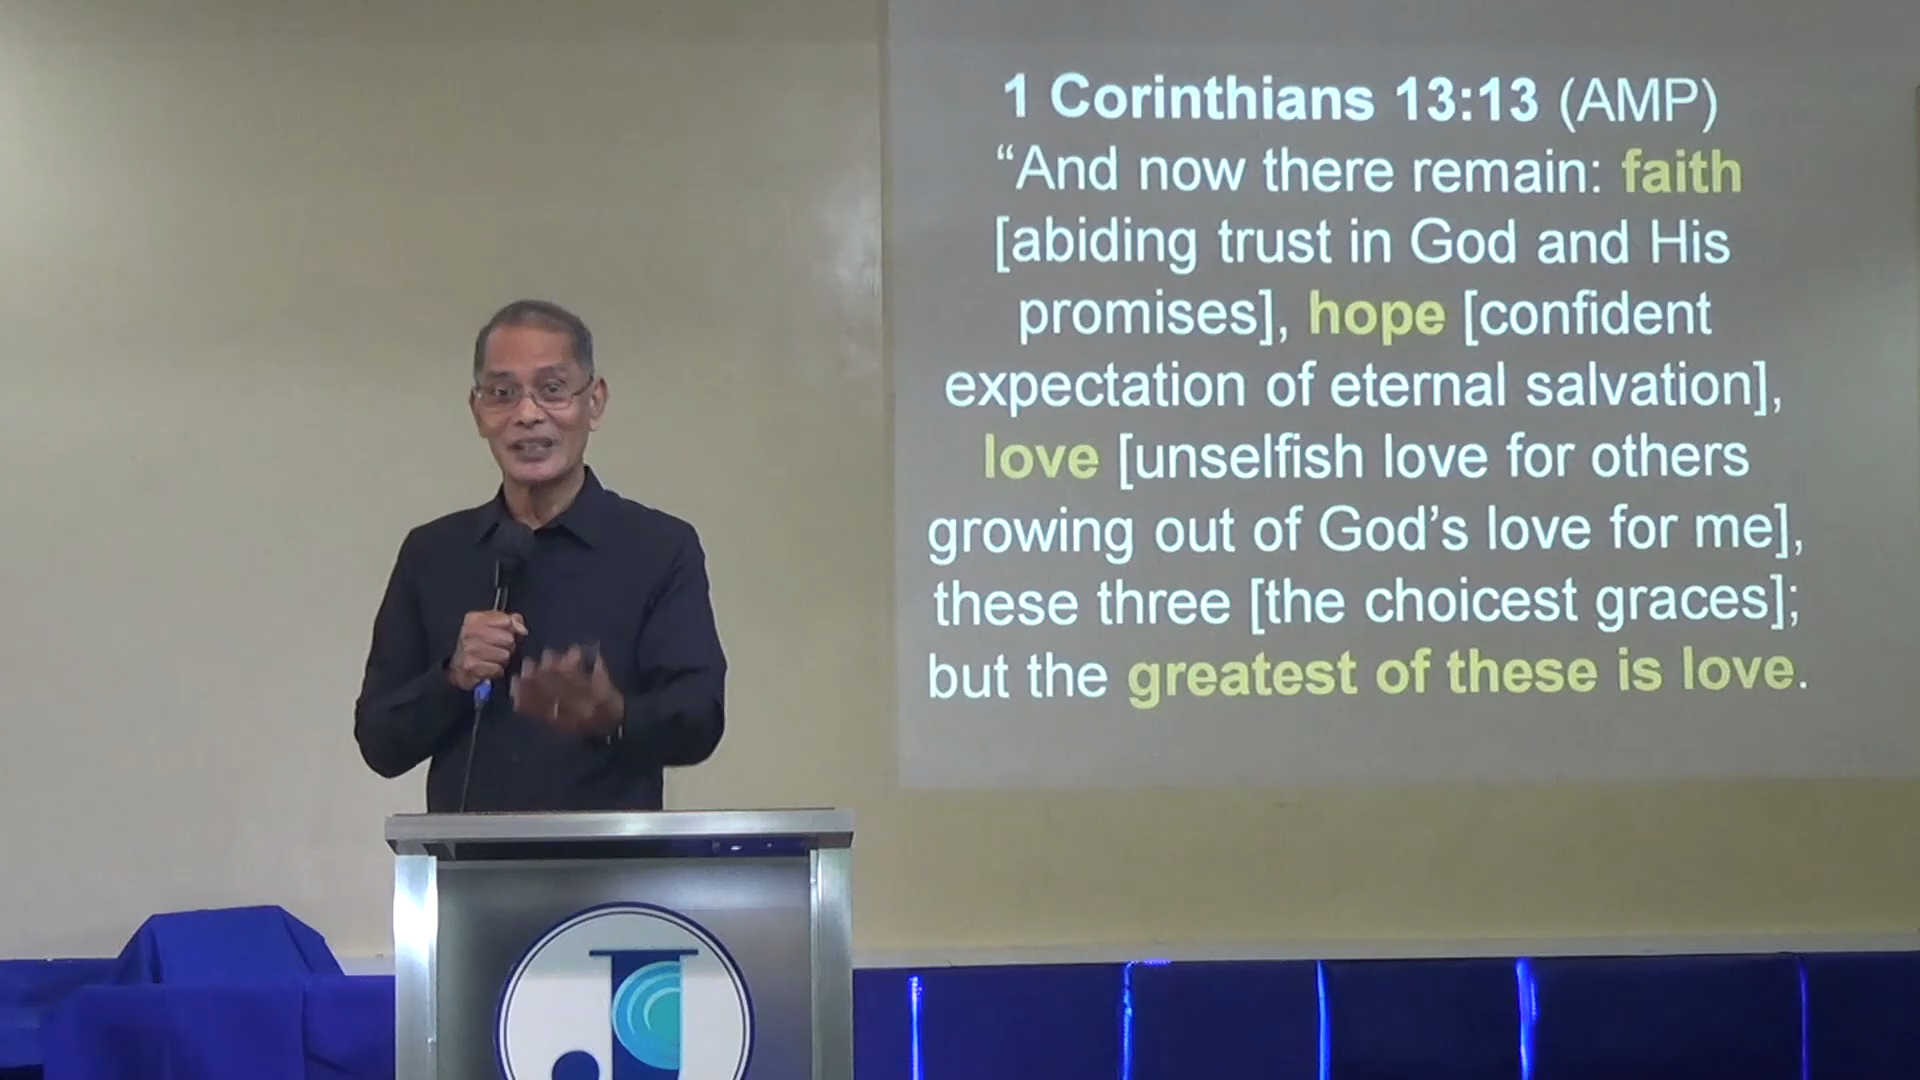 1 Corinthians 13:13 (AMP)
“And now there remain: faith
[abiding trust in God and His
promises], hope [confident
expectation of eternal salvation],
love [unselfish love for others
growing out of God’s love for me],
these three [the choicest graces];
but the greatest of these is love.